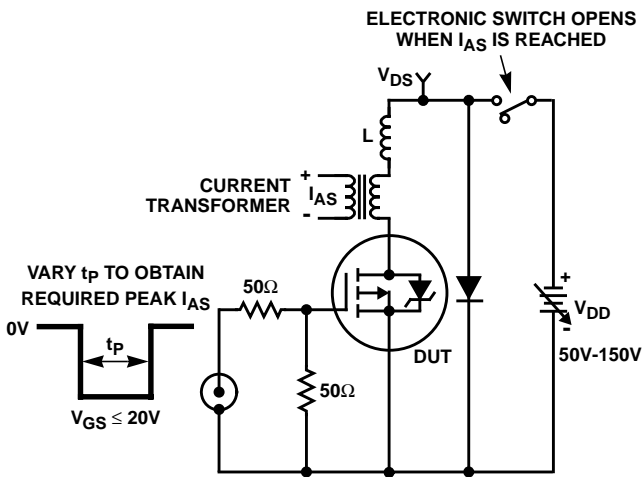 ELECTRONIC SWITCH OPENS
WHEN IAS IS REACHED
VDS
L
+
CURRENT
TRANSFORMER
IAS
-
VARY tP TO OBTAIN
REQUIRED PEAK IAS
50Ω
0V
tP
DUT
+
VDD
-
50V-150V
50Ω
VGS ≤ 20V